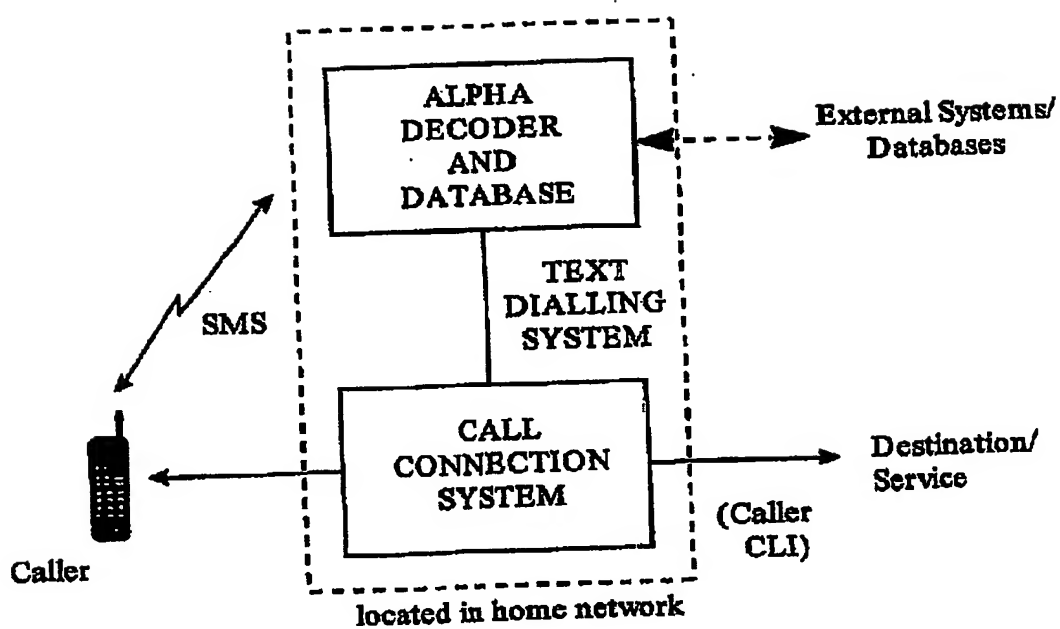 ALPHA
DECODER
AND
DATABASE
External Systems/
Databases
TEXT
DIALLING
SYSTEM
SMS
CALL
CONNECTION
SYSTEM
Destination/
Service
(Caller
CLI)
Caller
located in home network